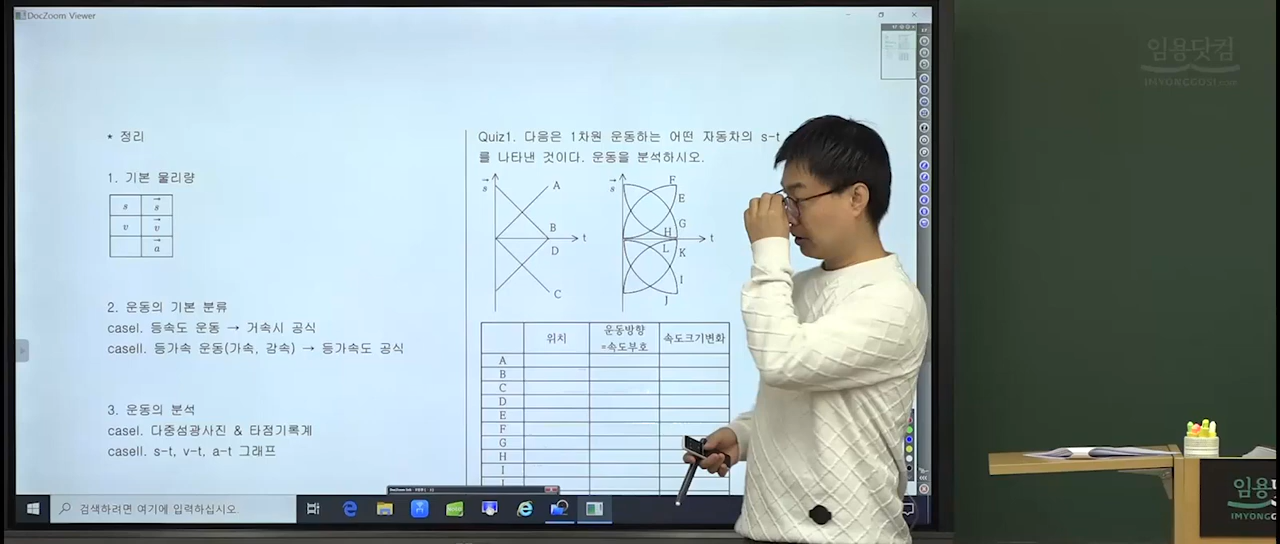 DocZoom Viewer
임용닷컴
IMYONGGOSI.com
* 정리
1. 기본 물리량
s
s
v
v
a
2. 운동의 기본 분류
caseⅠ. 등속도 운동 → 거속시 공식
caseⅡ. 등가속 운동(가속, 감속) → 등가속도 공식
3. 운동의 분석
caseⅠ. 다중섬광사진 & 타점기록계
caseⅡ. s-t, v-t, a-t 그래프
Quiz1. 다음은 1차원 운동하는 어떤 자동차의 s-t
를 나타낸 것이다. 운동을 분석하시오.
s
A
B
t
D
C
s
F
E
G
H
t
L
K
I
J
위치
운동방향
=속도부호
속도크기변화
A
B
C
D
E
F
G
H
I
검색하려면 여기에 입력하십시오.
임용닷
IMYONGG